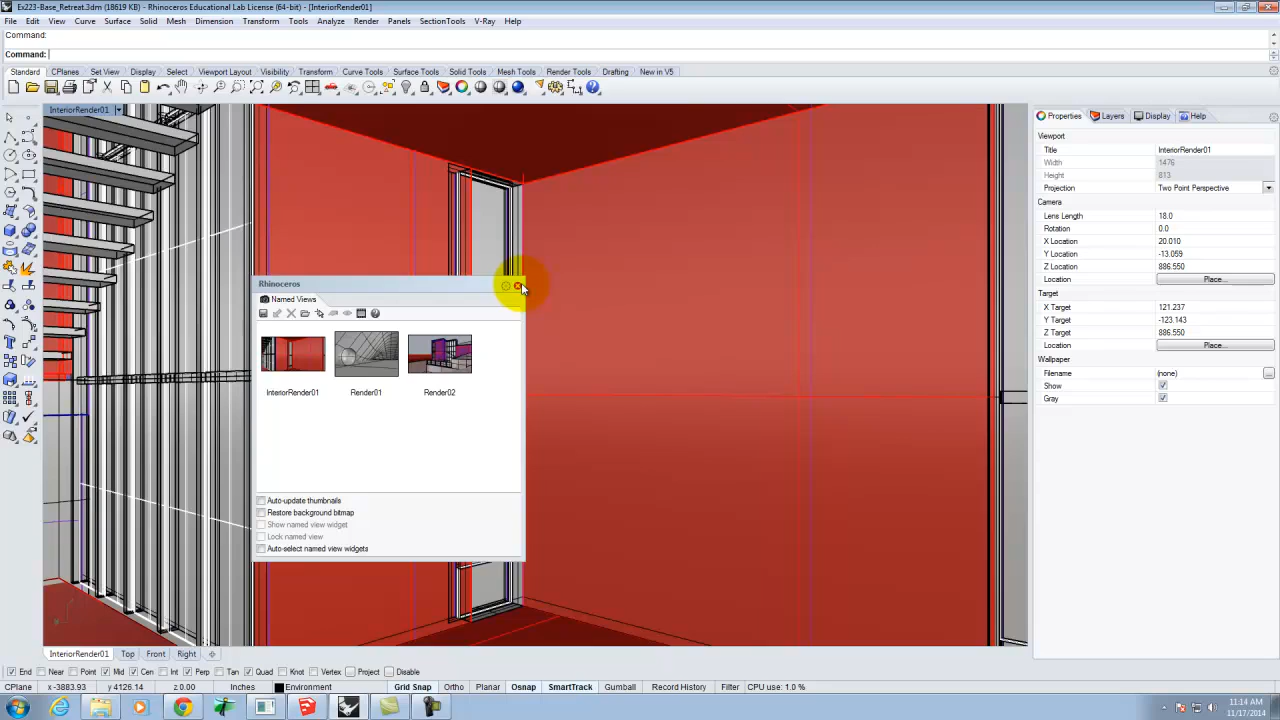 Ex223-Base_Retreat.3dm (18619 KB) - Rhinoceros Educational Lab License (64-bit) - [InteriorRender01]
File Edit View Curve Surface Solid Mesh Dimension Transform Tools Analyze Render Panels SectionTools V-Ray Help
Command:
Command:
Standard CPlanes Set View Display Select Viewport Layout Visibility Transform Curve Tools Surface Tools Solid Tools Mesh Tools Render Tools Drafting New in V5
InteriorRender01
Properties Layers Display Help
Viewport
Title InteriorRender01
Width 1476
Height 813
Projection Two Point Perspective
Camera
Lens Length 18.0
Rotation 0.0
X Location 20.010
Y Location -13.059
Z Location 886.550
Location Place...
Target
X Target 121.237
Y Target -123.143
Z Target 886.550
Location Place...
Wallpaper
Filename (none) ...
Show
Gray
Rhinoceros
Named Views
InteriorRender01 Render01 Render02
Auto-update thumbnails
Restore background bitmap
Show named view widget
Lock named view
Auto-select named view widgets
InteriorRender01 Top Front Right
End Near Point Mid Cen Int Perp Tan Quad Knot Vertex Project Disable
CPlane x -3883.93 y 4126.14 z 0.00 Inches Environment Grid Snap Ortho Planar Osnap SmartTrack Gumball Record History Filter CPU use: 1.0 %
11:14 AM
11/17/2014